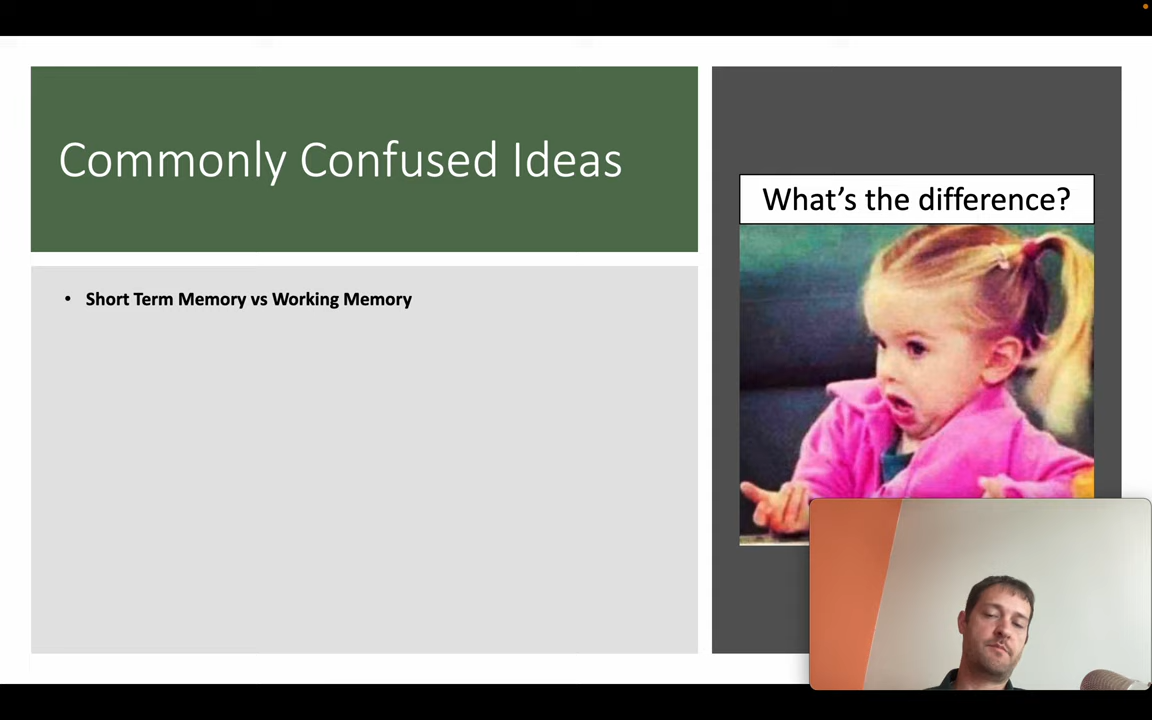 Commonly Confused Ideas
What's the difference?
• Short Term Memory vs Working Memory